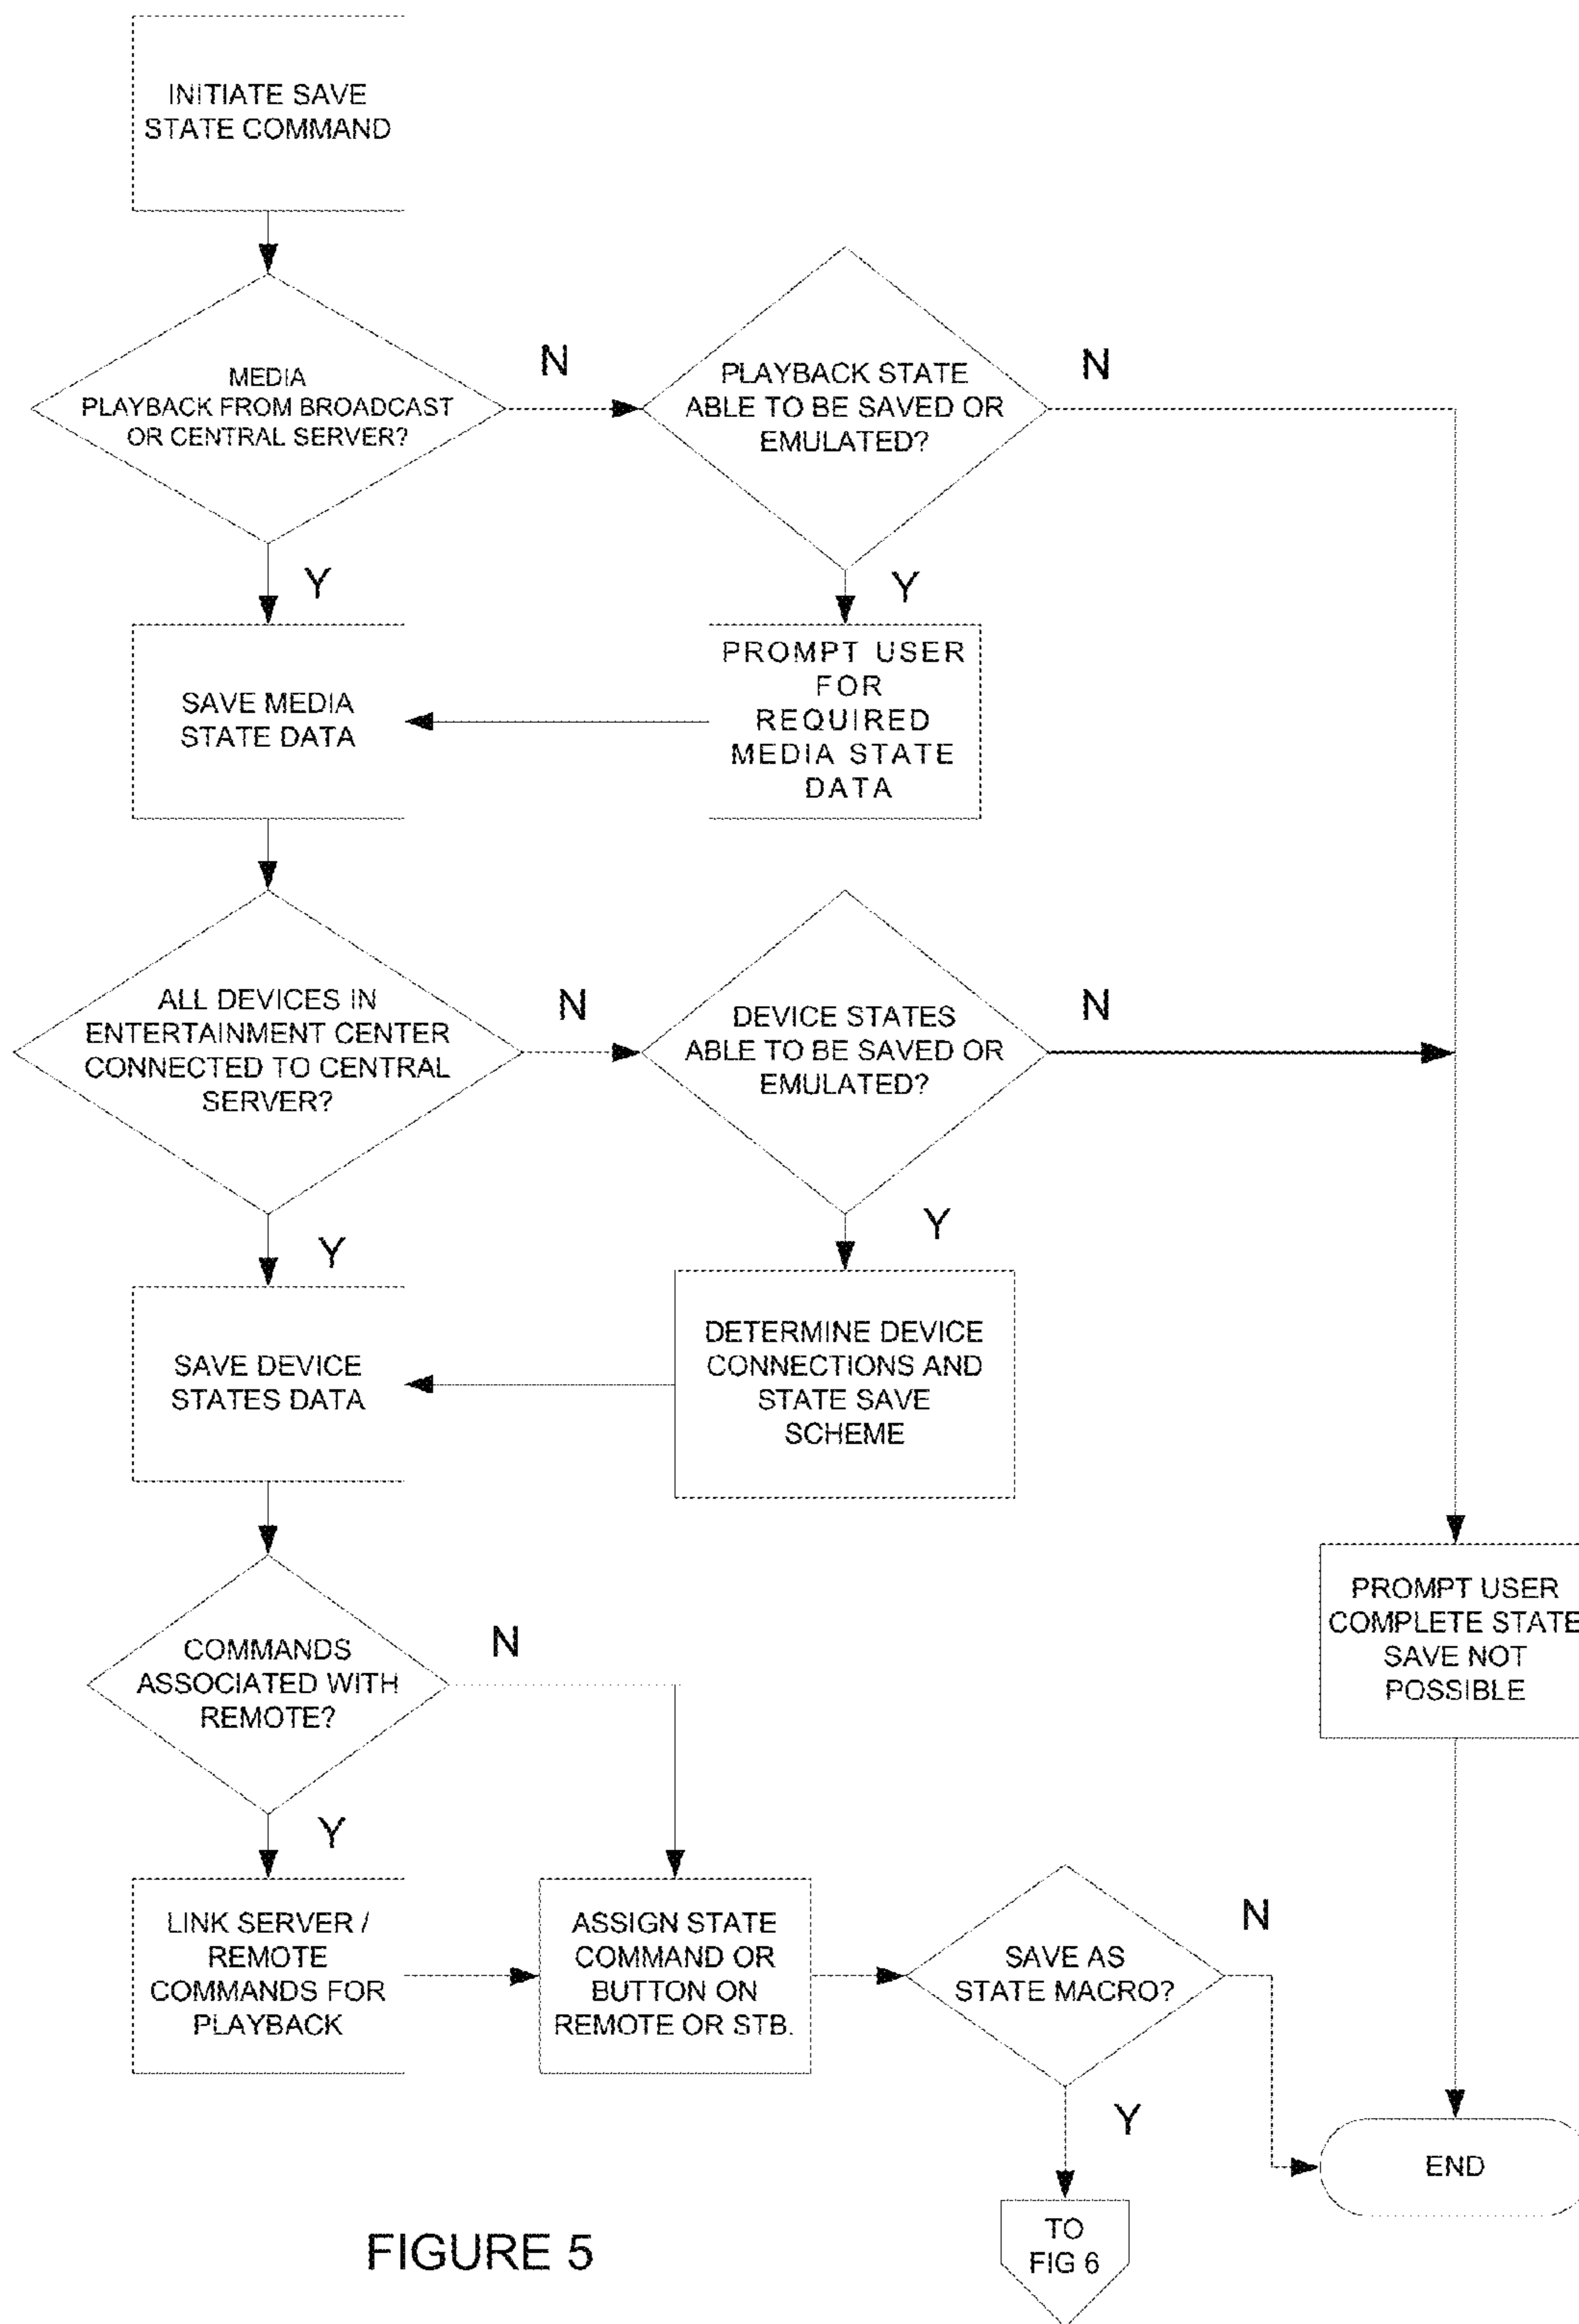 INITIATE SAVE
STATE COMMAND
MEDIA
PLAYBACK FROM BROADCAST
OR CENTRAL SERVER?
N
PLAYBACK STATE
ABLE TO BE SAVED OR
EMULATED?
N
Y
Y
SAVE MEDIA
STATE DATA
PROMPT USER
FOR
REQUIRED
MEDIA STATE
DATA
ALL DEVICES IN
ENTERTAINMENT CENTER
CONNECTED TO CENTRAL
SERVER?
N
DEVICE STATES
ABLE TO BE SAVED OR
EMULATED?
N
Y
Y
SAVE DEVICE
STATES DATA
DETERMINE DEVICE
CONNECTIONS AND
STATE SAVE
SCHEME
COMMANDS
ASSOCIATED WITH
REMOTE?
N
PROMPT USER
COMPLETE STATE
SAVE NOT
POSSIBLE
Y
LINK SERVER /
REMOTE
COMMANDS FOR
PLAYBACK
ASSIGN STATE
COMMAND OR
BUTTON ON
REMOTE OR STB.
SAVE AS
STATE MACRO?
N
Y
END
TO
FIG 6
FIGURE 5